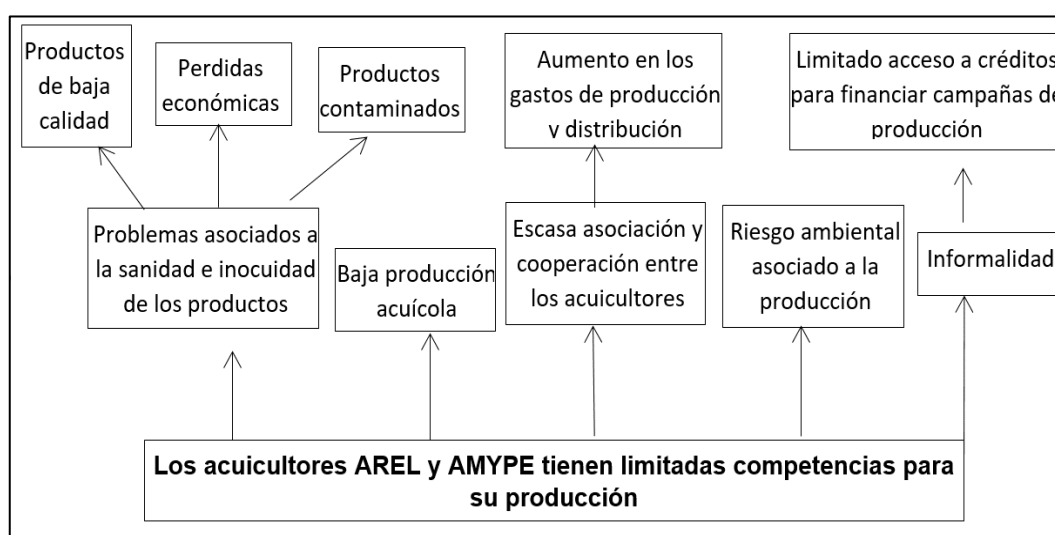 Productos
de baja
calidad
Perdidas
económicas
Productos
contaminados
Aumento en los
gastos de producción
y distribución
Limitado acceso a créditos
para financiar campañas de
producción
Problemas asociados a
la sanidad e inocuidad
de los productos
Baja producción
acuícola
Escasa asociación y
cooperación entre
los acuicultores
Riesgo ambiental
asociado a la
producción
Informalidad
Los acuicultores AREL y AMYPE tienen limitadas competencias para
su producción